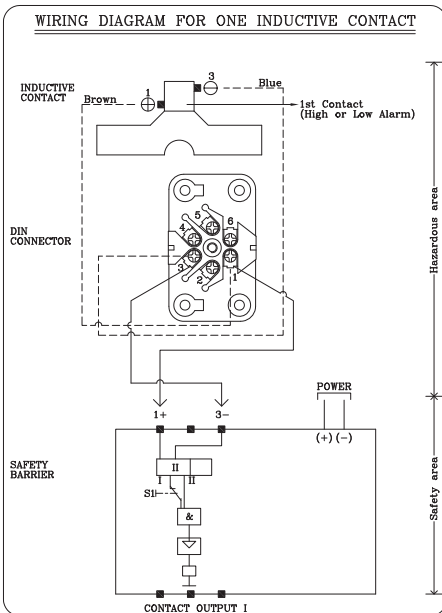 WIRING DIAGRAM FOR ONE INDUCTIVE CONTACT
INDUCTIVE
CONTACT
Brown
1
3
Blue
1st Contact
(High or Low Alarm)
DIN
CONNECTOR
5
6
4
3
2
1
Hazardous area
POWER
1+
3-
(+) (-)
SAFETY
BARRIER
II
I
II
S1
&
Safety area
CONTACT OUTPUT I